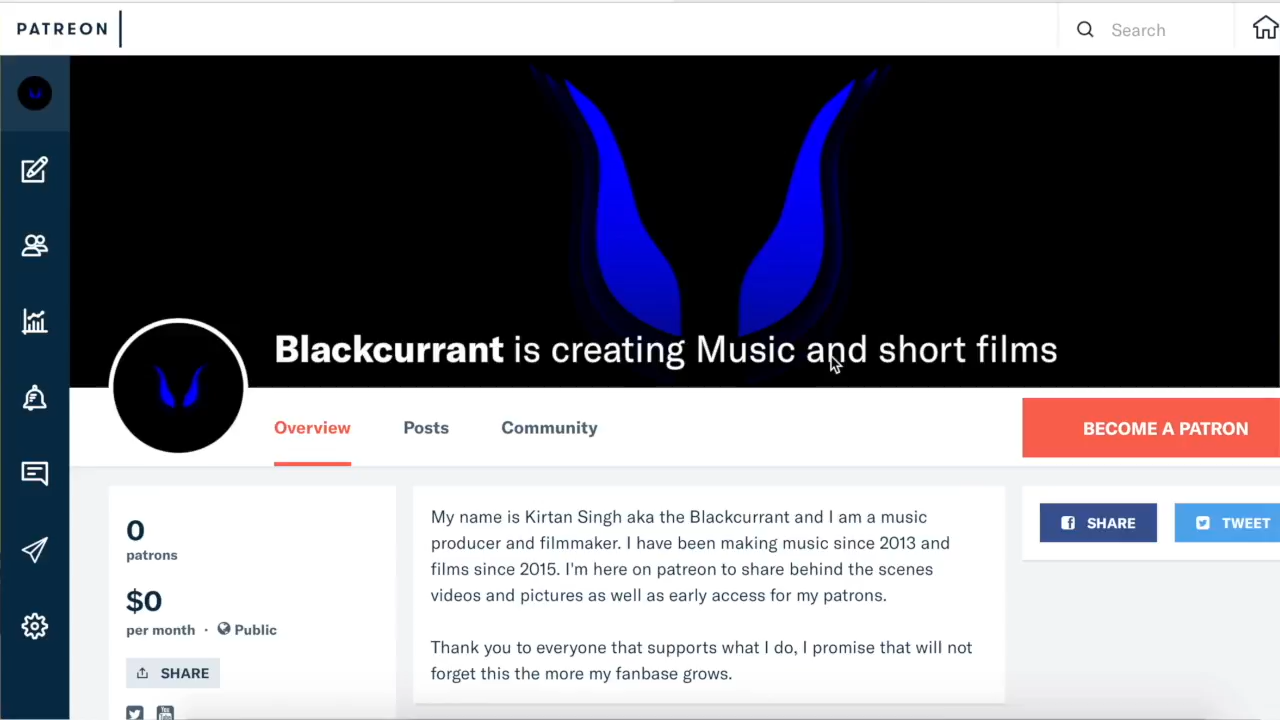 PATREON
Search
Blackcurrant is creating Music and short films
Overview
Posts
Community
BECOME A PATRON
0
patrons
$0
per month · Public
SHARE
My name is Kirtan Singh aka the Blackcurrant and I am a music
producer and filmmaker. I have been making music since 2013 and
films since 2015. I'm here on patreon to share behind the scenes
videos and pictures as well as early access for my patrons.
Thank you to everyone that supports what I do, I promise that will not
forget this the more my fanbase grows.
SHARE
TWEET
You
Tube